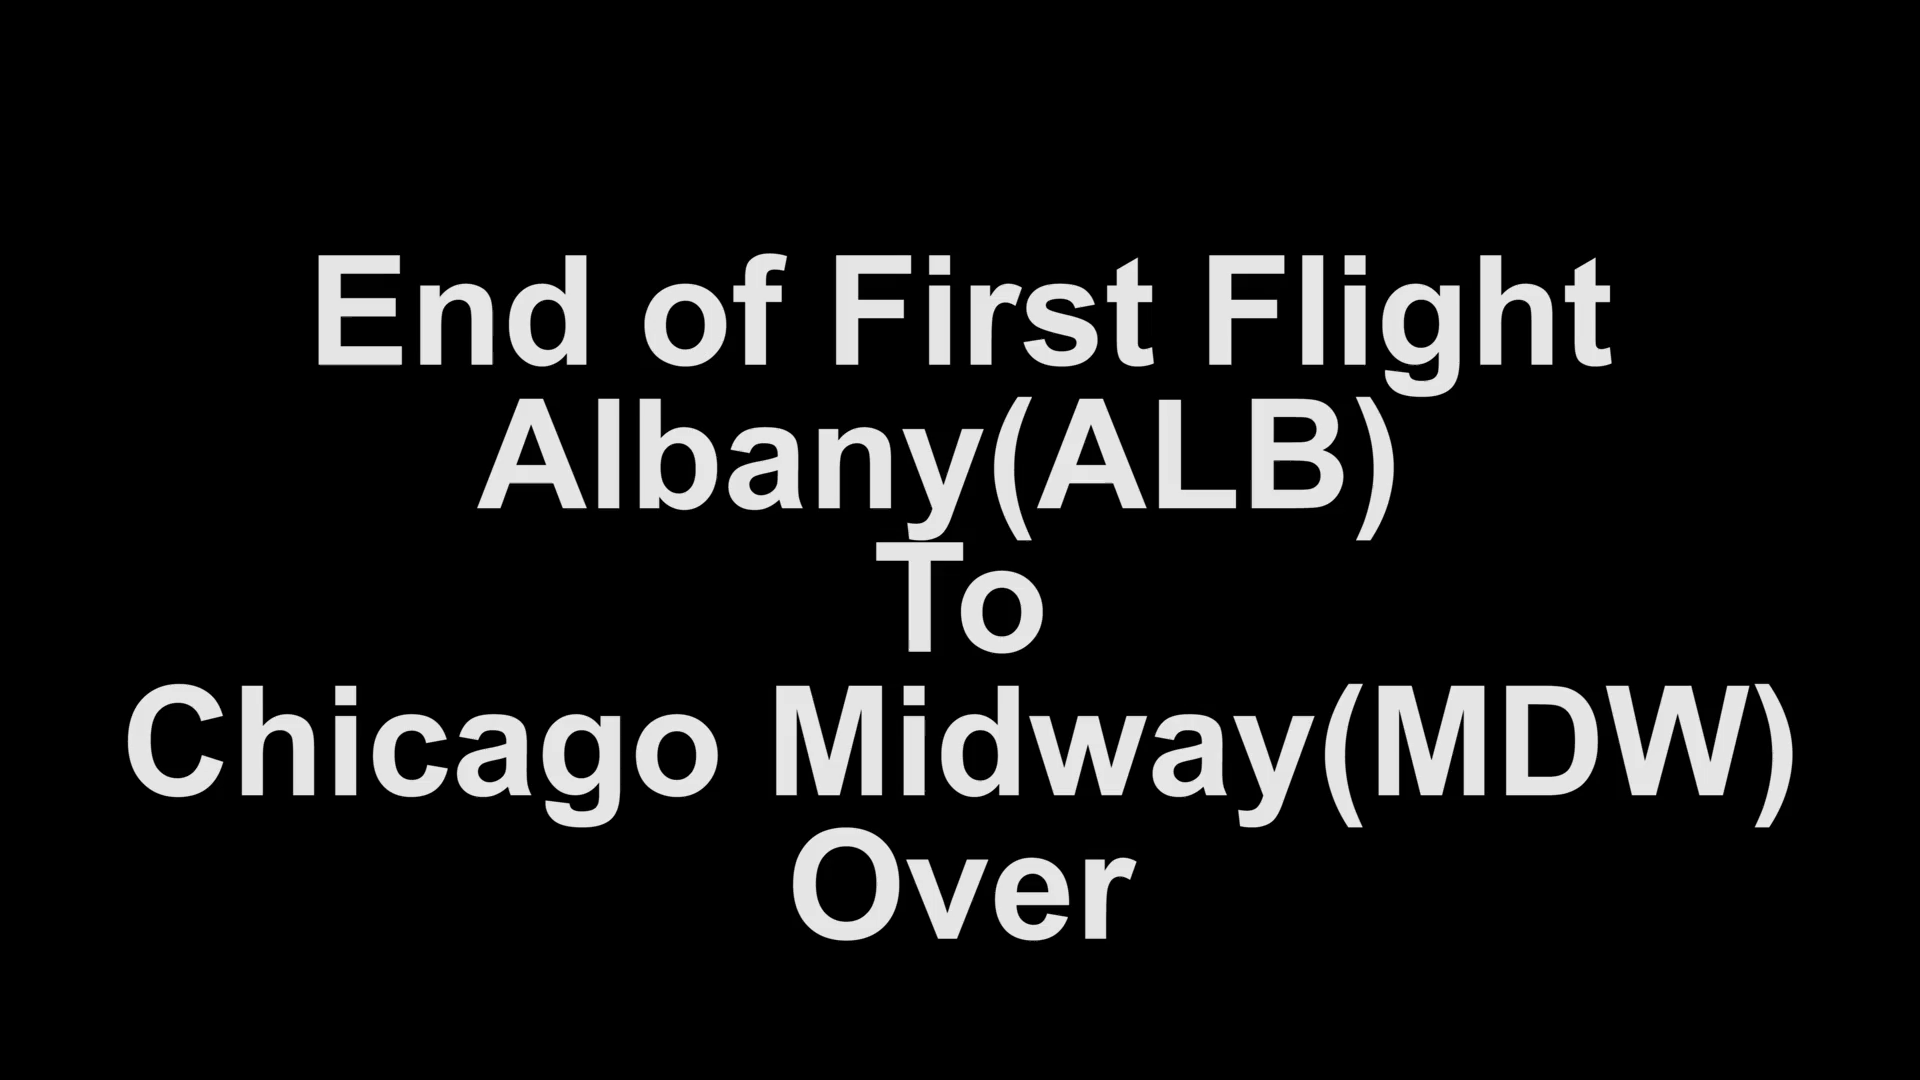 End of First Flight
Albany(ALB)
To
Chicago Midway(MDW)
Over